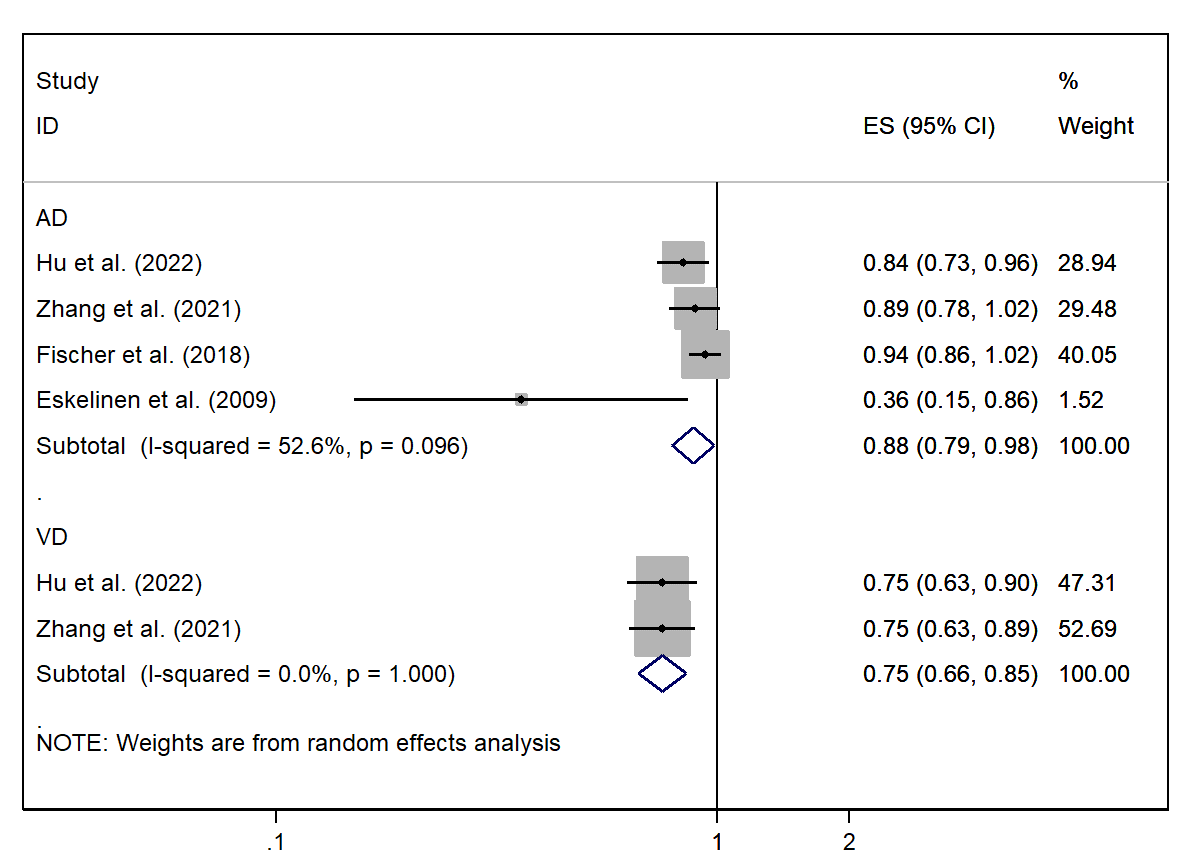 Study %
ID ES (95% CI) Weight
AD
Hu et al. (2022) 0.84 (0.73, 0.96) 28.94
Zhang et al. (2021) 0.89 (0.78, 1.02) 29.48
Fischer et al. (2018) 0.94 (0.86, 1.02) 40.05
Eskelinen et al. (2009) 0.36 (0.15, 0.86) 1.52
Subtotal (I-squared = 52.6%, p = 0.096) 0.88 (0.79, 0.98) 100.00
.
VD
Hu et al. (2022) 0.75 (0.63, 0.90) 47.31
Zhang et al. (2021) 0.75 (0.63, 0.89) 52.69
Subtotal (I-squared = 0.0%, p = 1.000) 0.75 (0.66, 0.85) 100.00
.
NOTE: Weights are from random effects analysis
.1 1 2